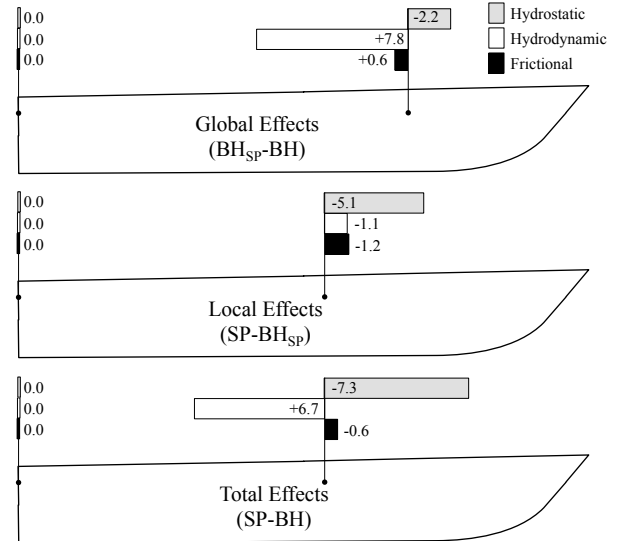 0.0
-2.2
Hydrostatic
0.0
+7.8
Hydrodynamic
0.0
+0.6
Frictional
Global Effects
(BH_SP-BH)
0.0
-5.1
0.0
-1.1
0.0
-1.2
Local Effects
(SP-BH_SP)
0.0
-7.3
0.0
+6.7
0.0
-0.6
Total Effects
(SP-BH)